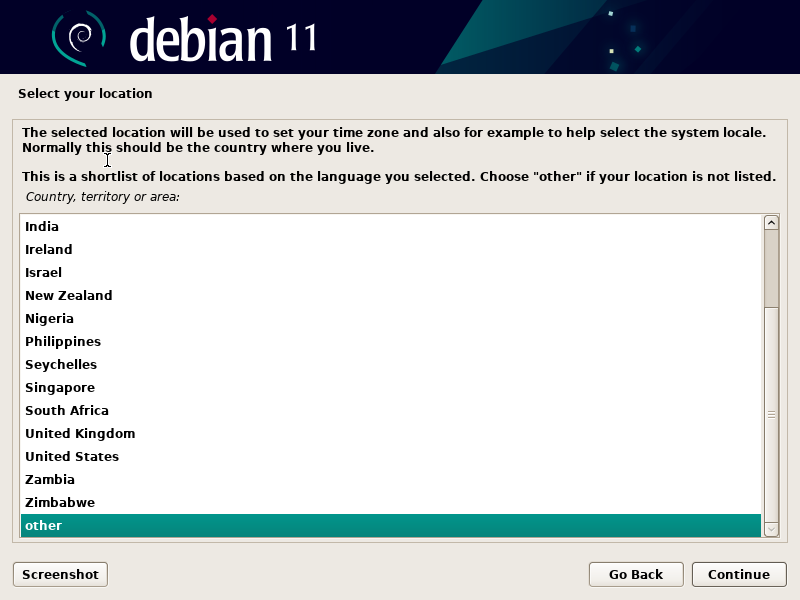 debian 11
Select your location
The selected location will be used to set your time zone and also for example to help select the system locale.
Normally this should be the country where you live.
This is a shortlist of locations based on the language you selected. Choose "other" if your location is not listed.
Country, territory or area:
India
Ireland
Israel
New Zealand
Nigeria
Philippines
Seychelles
Singapore
South Africa
United Kingdom
United States
Zambia
Zimbabwe
other
Screenshot
Go Back
Continue